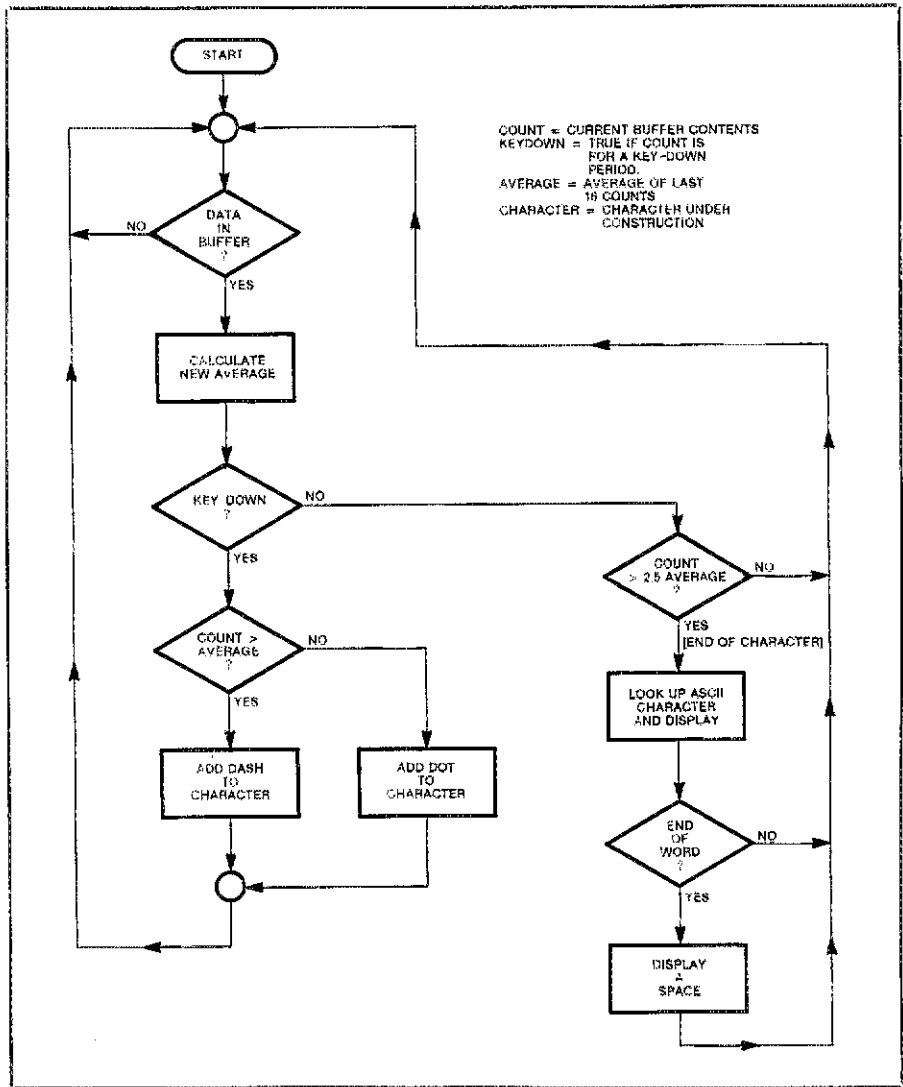 START
COUNT = CURRENT BUFFER CONTENTS
KEYDOWN = TRUE IF COUNT IS
FOR A KEY-DOWN
PERIOD.
AVERAGE = AVERAGE OF LAST
16 COUNTS
CHARACTER = CHARACTER UNDER
CONSTRUCTION
DATA
IN
BUFFER
?
NO
YES
CALCULATE
NEW AVERAGE
KEY DOWN
?
NO
YES
COUNT >
AVERAGE
?
NO
YES
ADD DASH
TO
CHARACTER
ADD DOT
TO
CHARACTER
COUNT
> 2.5 AVERAGE
?
NO
YES
[END OF CHARACTER]
LOOK UP ASCII
CHARACTER
AND DISPLAY
END
OF
WORD
?
NO
YES
DISPLAY
A
SPACE